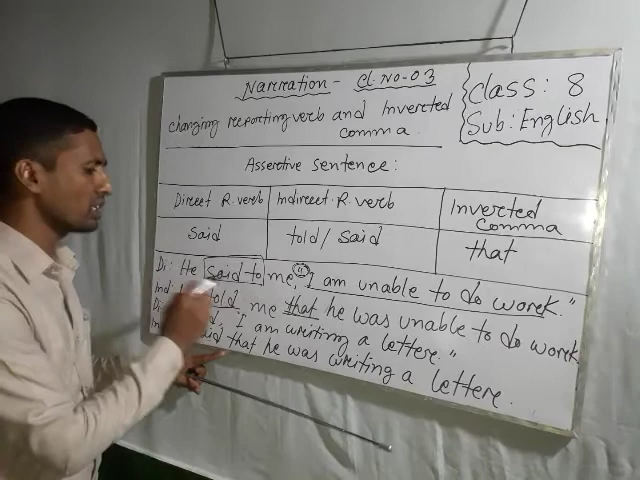 Narration - Cl. No-03
Class: 8
Sub: English
changing reeporting verb and Inverted
comma.
Assertive sentence:
Direct R. verb
Indirect R. verb
Inverted
Comma
Said
told/ Said
that
Di: He said to me, "I am unable to do work."
Ind: told me that he was unable to do work
I am writing a letter."
that he was writing a letter.